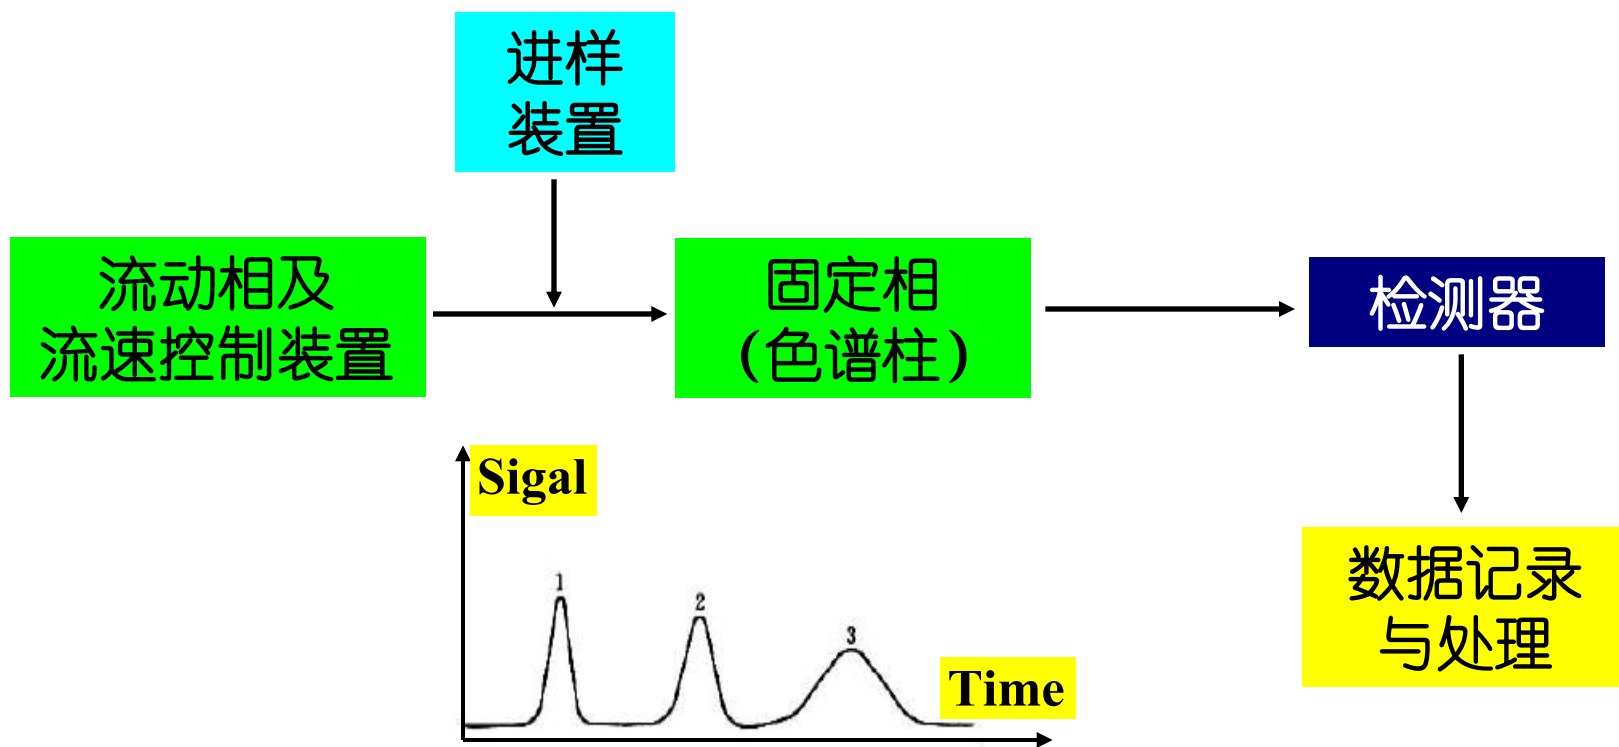 进样
装置
流动相及
流速控制装置
固定相
（色谱柱）
检测器
数据记录
与处理
Sigal
1
2
3
Time